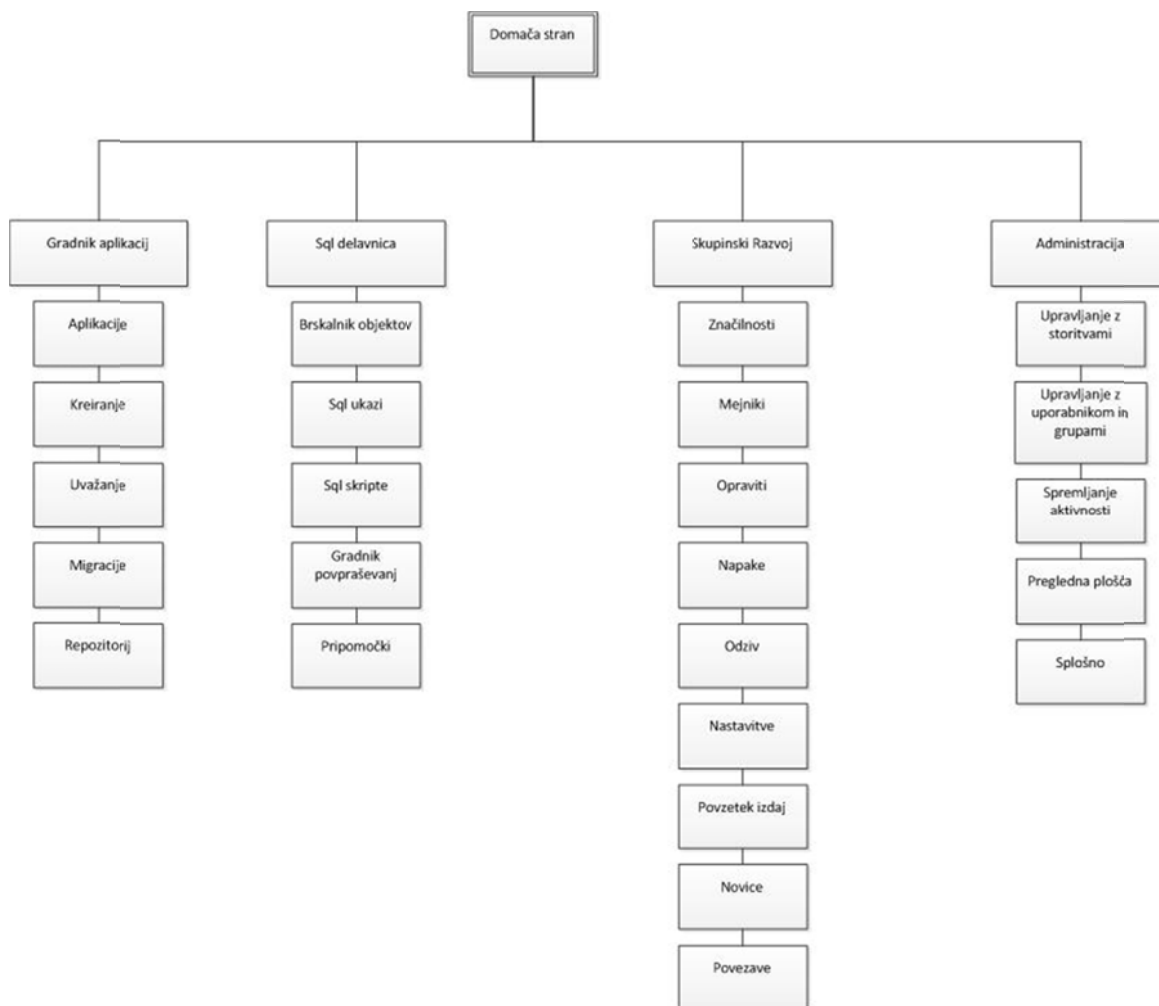 Domača stran
Gradnik aplikacij
Aplikacije
Kreiranje
Uvažanje
Migracije
Repozitorij
Sql delavnica
Brskalnik objektov
Sql ukazi
Sql skripte
Gradnik
povpraševanj
Pripomočki
Skupinski Razvoj
Značilnosti
Mejniki
Opraviti
Napake
Odziv
Nastavitve
Povzetek izdaj
Novice
Povezave
Administracija
Upravljanje z
storitvami
Upravljanje z
uporabnikom in
grupami
Spremljanje
aktivnosti
Pregledna plošča
Splošno